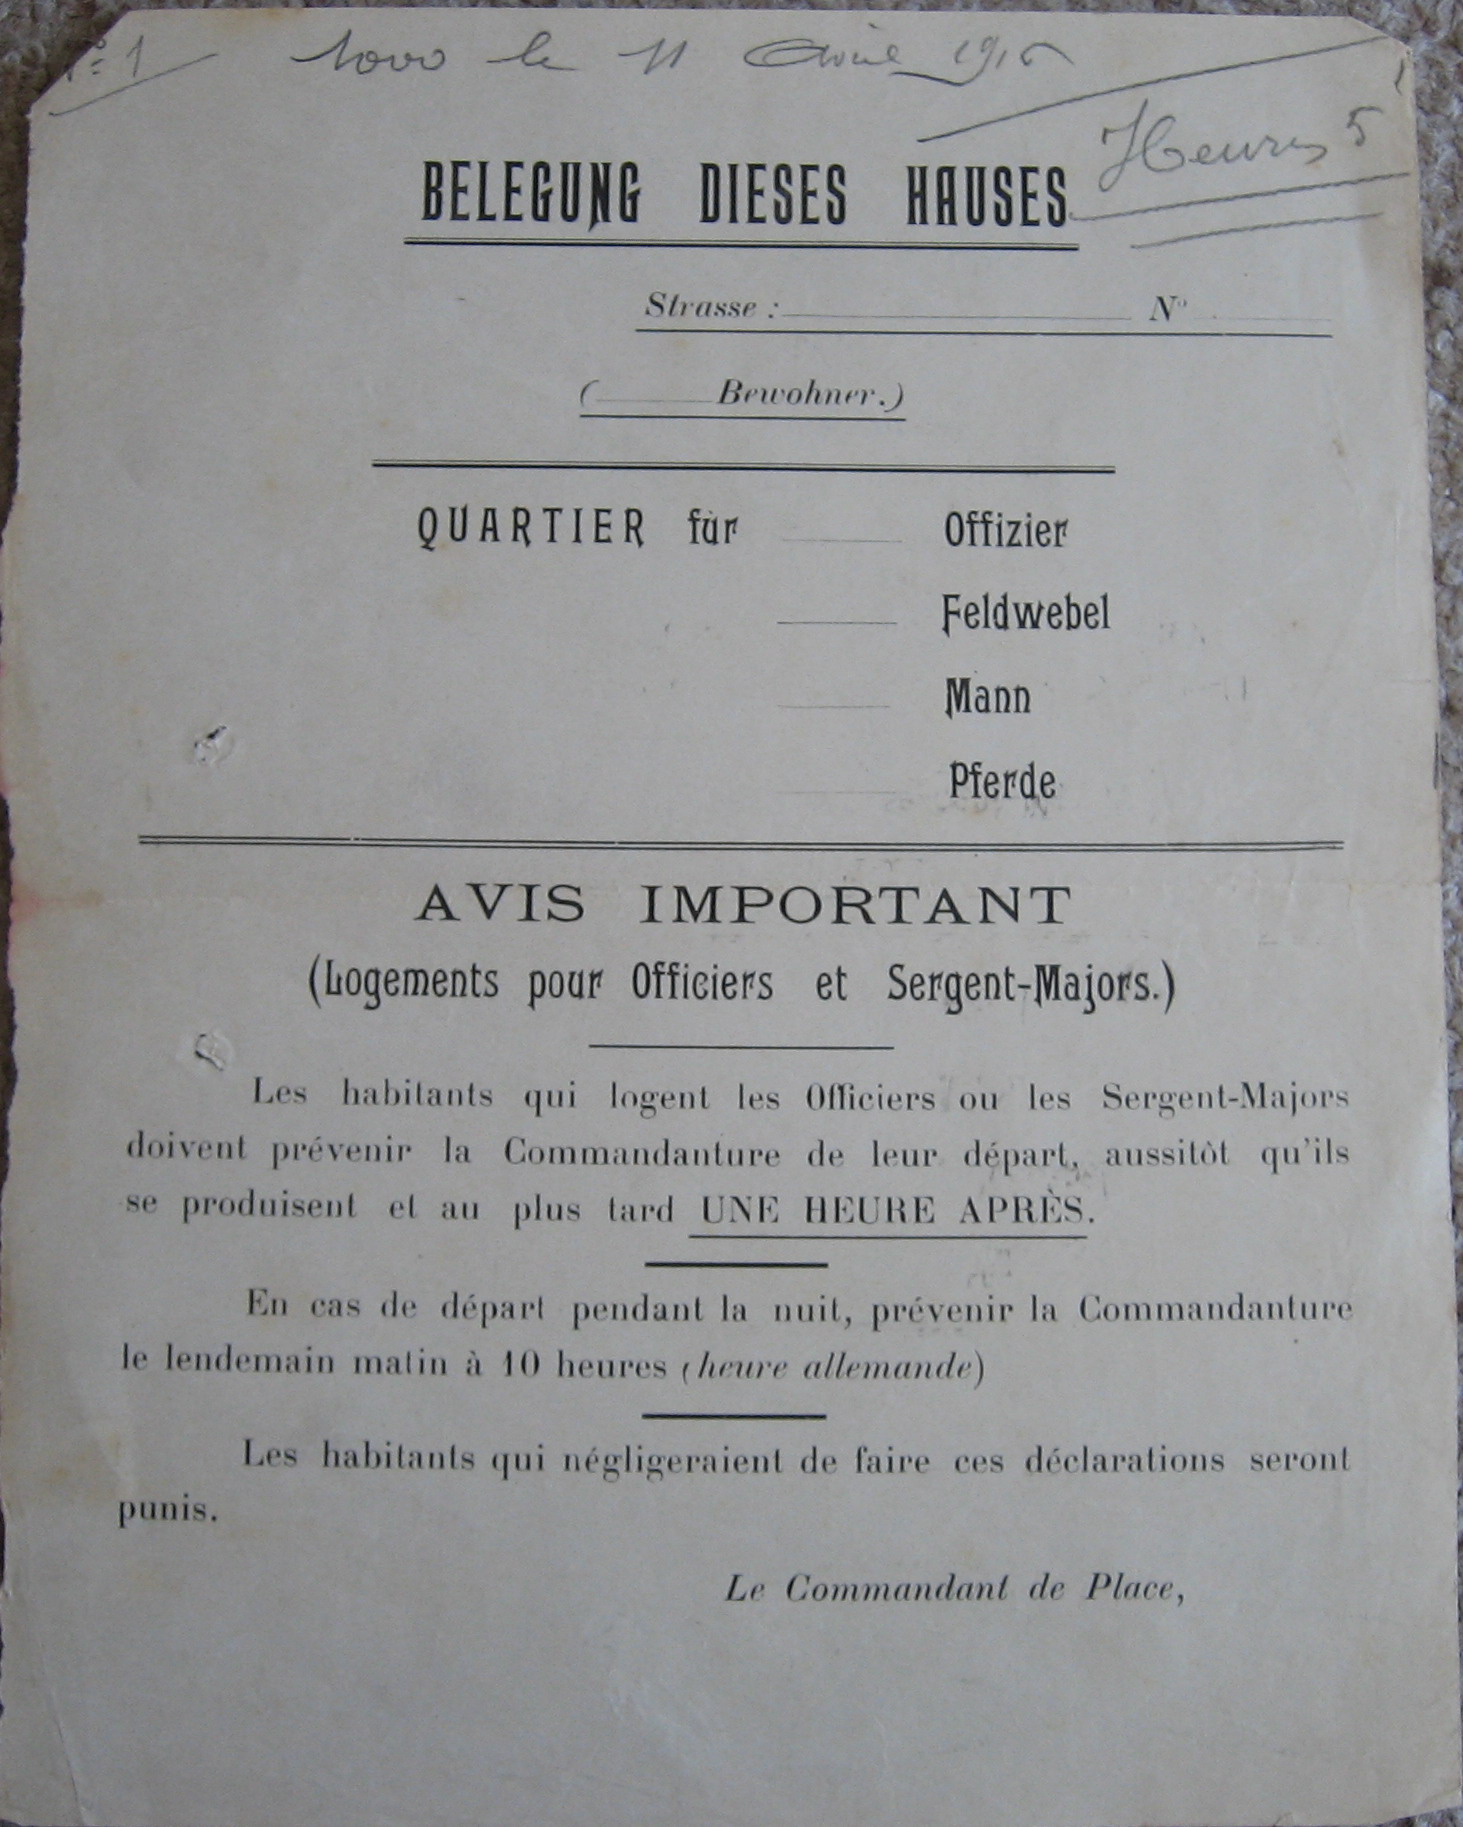 N° 1 1000 le 11 Avril 1916
Heures 5
BELEGUNG DIESES HAUSES
Strasse : N°
( Bewohner.)
QUARTIER für Offizier
Feldwebel
Mann
Pferde
AVIS IMPORTANT
(Logements pour Officiers et Sergent-Majors.)
Les habitants qui logent les Officiers ou les Sergent-Majors
doivent prévenir la Commandanture de leur départ, aussitôt qu'ils
se produisent et au plus tard UNE HEURE APRÈS.
En cas de départ pendant la nuit, prévenir la Commandanture
le lendemain matin à 10 heures (heure allemande)
Les habitants qui négligeraient de faire ces déclarations seront
punis.
Le Commandant de Place,